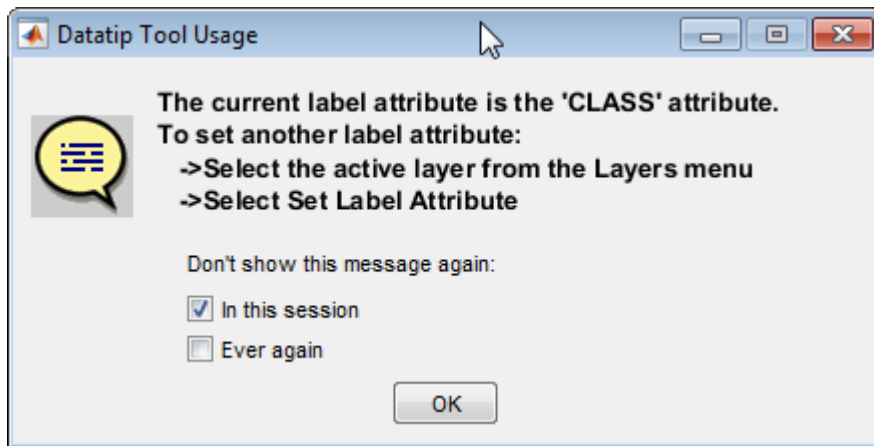 Datatip Tool Usage
The current label attribute is the 'CLASS' attribute.
To set another label attribute:
->Select the active layer from the Layers menu
->Select Set Label Attribute
Don't show this message again:
In this session
Ever again
OK